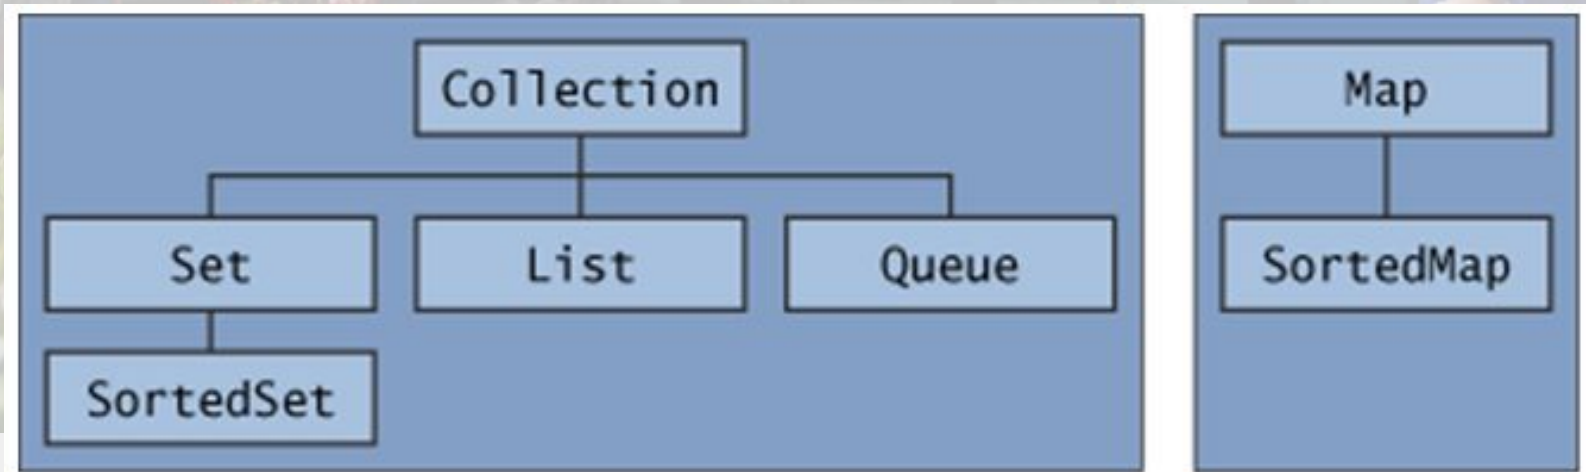 Collection
Map
Set
List
Queue
SortedMap
SortedSet